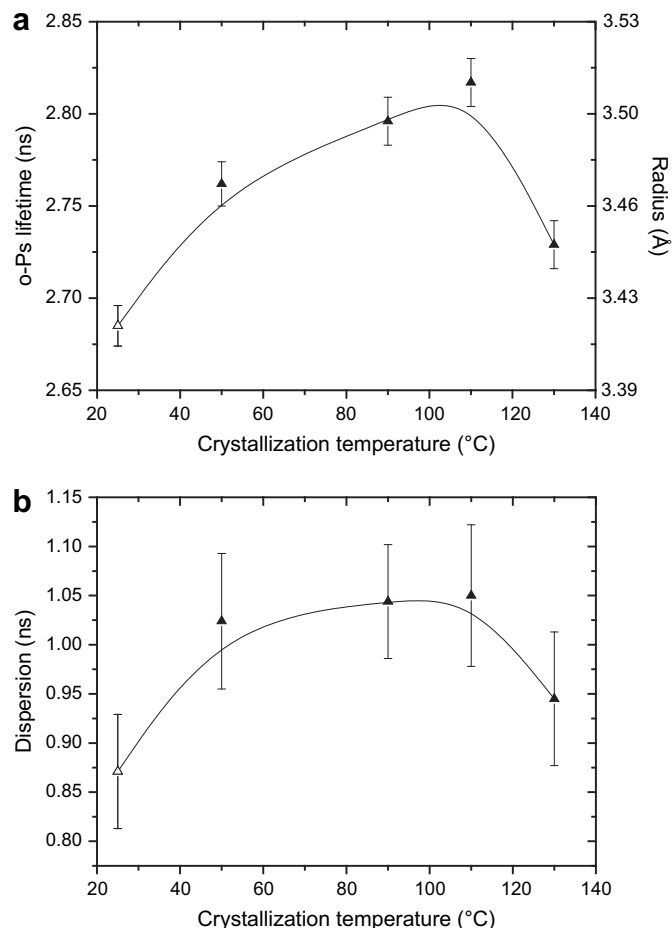 a
2.85
2.80
2.75
2.70
2.65
o-Ps lifetime (ns)
3.53
3.50
3.46
3.43
3.39
Radius (Å)
20 40 60 80 100 120 140
Crystallization temperature (°C)
b
1.15
1.10
1.05
1.00
0.95
0.90
0.85
0.80
Dispersion (ns)
20 40 60 80 100 120 140
Crystallization temperature (°C)